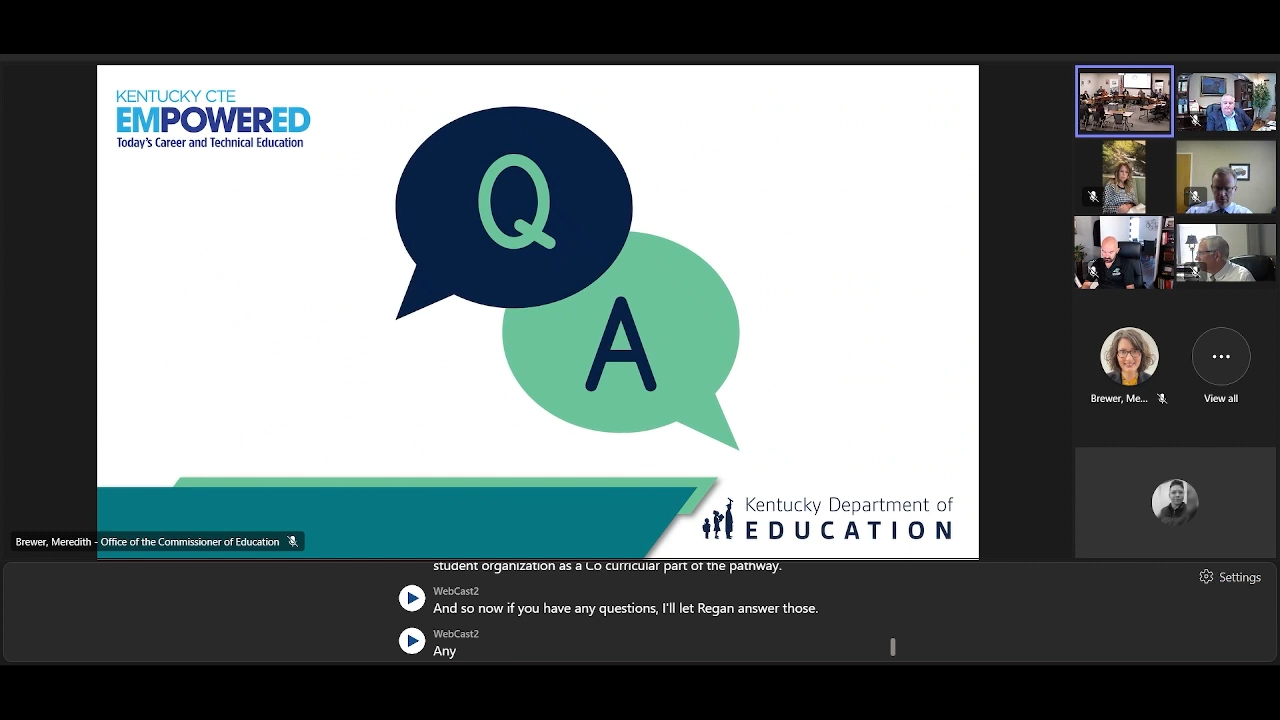 KENTUCKY CTE
EMPOWERED
Today's Career and Technical Education
Q
A
Kentucky Department of
EDUCATION
Brewer, Me...
View all
Brewer, Meredith - Office of the Commissioner of Education
student organization as a Co curricular part of the pathway.
Settings
WebCast2
And so now if you have any questions, I'll let Regan answer those.
WebCast2
Any